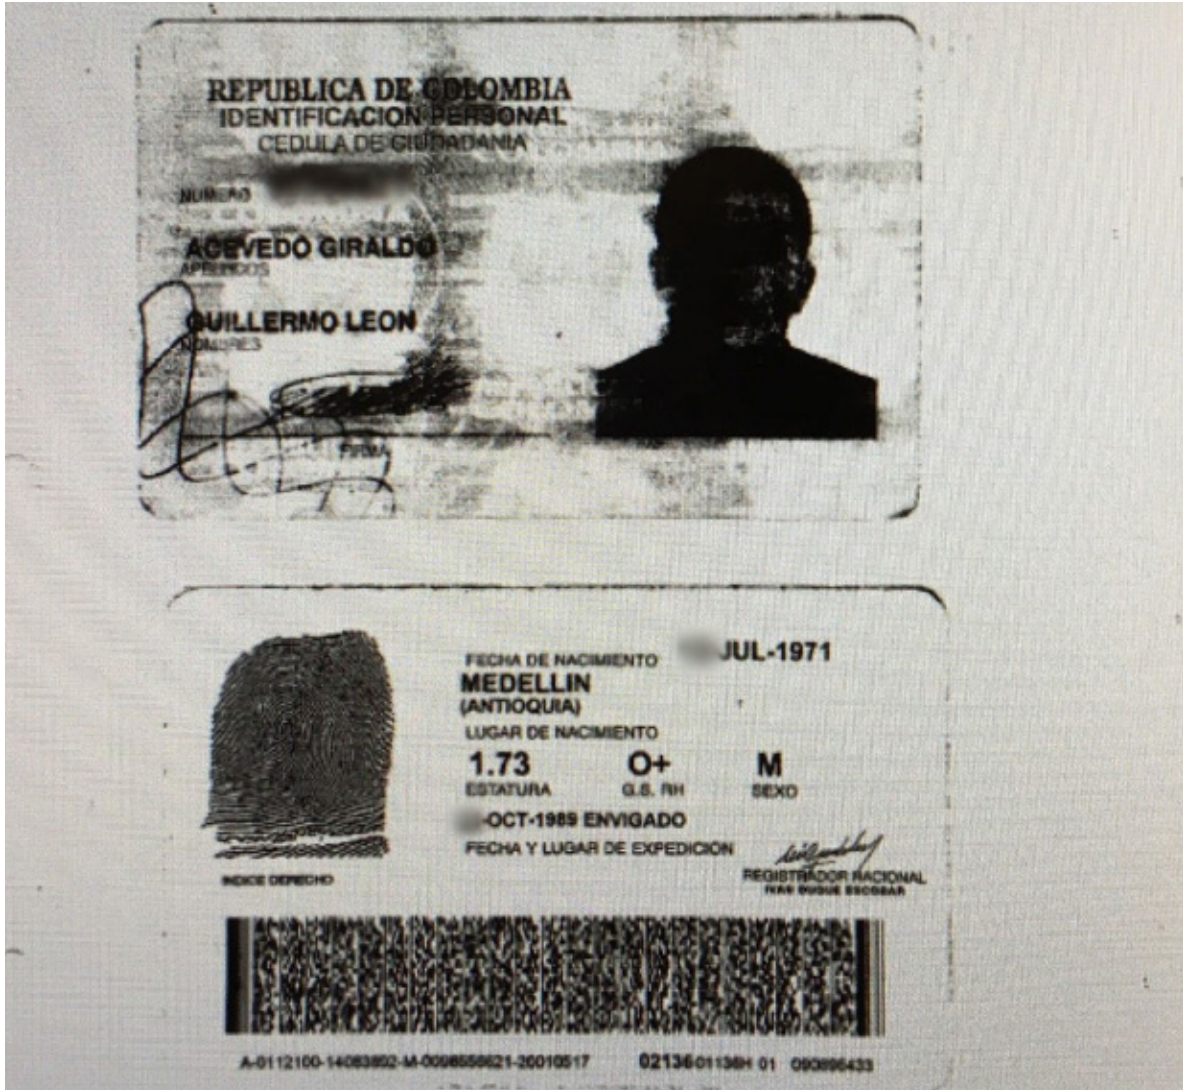 REPUBLICA DE COLOMBIA
IDENTIFICACION PERSONAL
CEDULA DE CIUDADANIA
NUMERO
ACEVEDO GIRALDO
APELLIDOS
GUILLERMO LEON
NOMBRES
FIRMA
FECHA DE NACIMIENTO JUL-1971
MEDELLIN
(ANTIOQUIA)
LUGAR DE NACIMIENTO
1.73 O+ M
ESTATURA G.S. RH SEXO
-OCT-1989 ENVIGADO
FECHA Y LUGAR DE EXPEDICION
REGISTRADOR NACIONAL
IVAN DUQUE ESCOBAR
INDICE DERECHO
02136